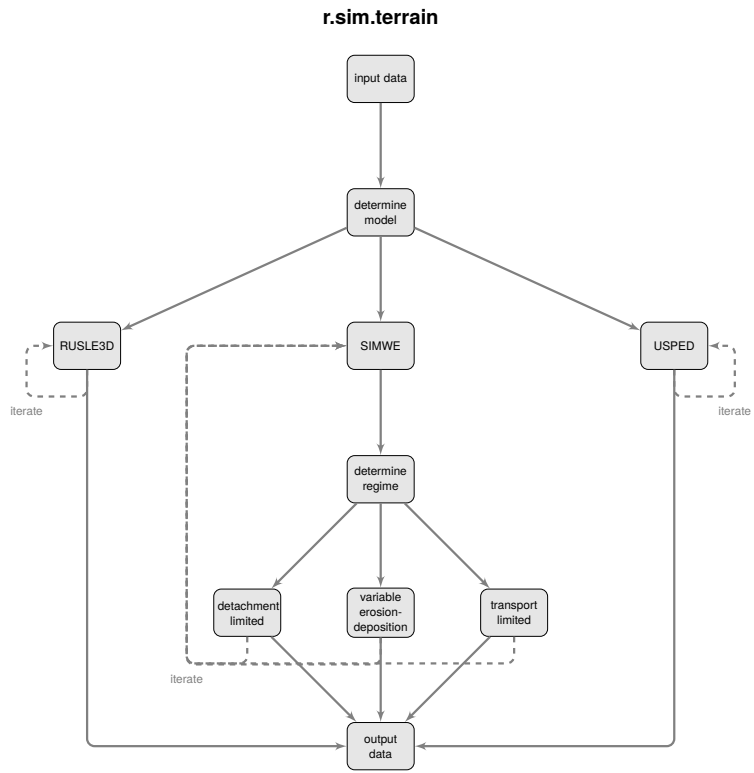 r.sim.terrain
input data
determine
model
RUSLE3D
SIMWE
USPED
iterate
iterate
determine
regime
detachment
limited
variable
erosion-
deposition
transport
limited
iterate
output
data